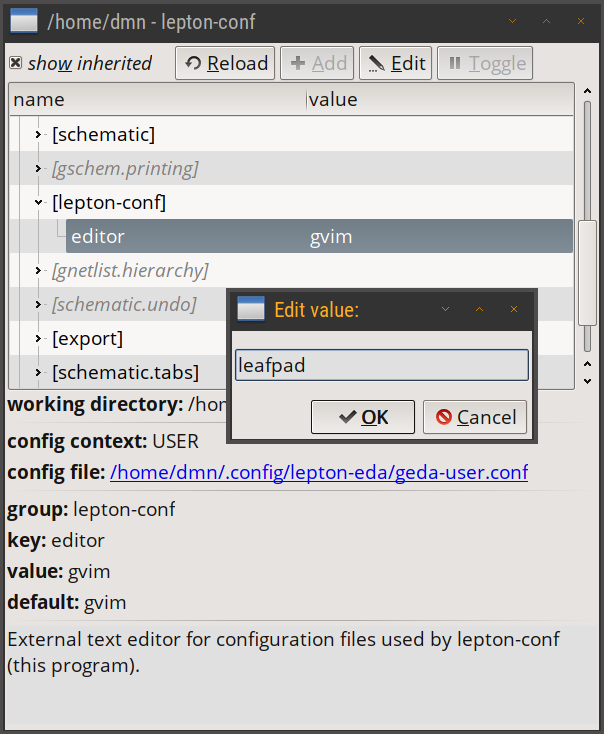 /home/dmn - lepton-conf
show inherited Reload Add Edit Toggle
name value
[schematic]
[gschem.printing]
[lepton-conf]
editor gvim
[gnetlist.hierarchy]
[schematic.undo]
[export]
[schematic.tabs]
Edit value:
leafpad
OK Cancel
working directory: /hom
config context: USER
config file: /home/dmn/.config/lepton-eda/geda-user.conf
group: lepton-conf
key: editor
value: gvim
default: gvim
External text editor for configuration files used by lepton-conf
(this program).